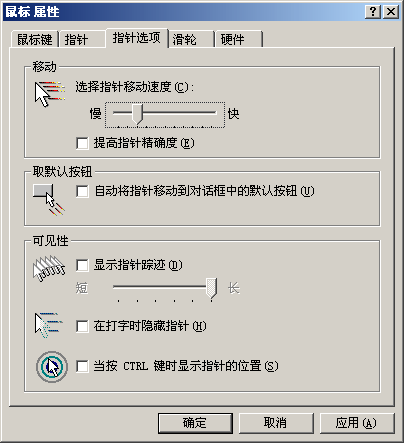 鼠标 属性
鼠标键 指针 指针选项 滑轮 硬件
移动
选择指针移动速度(C):
慢 快
提高指针精确度(E)
取默认按钮
自动将指针移动到对话框中的默认按钮(U)
可见性
显示指针踪迹(D)
短 长
在打字时隐藏指针(H)
当按 CTRL 键时显示指针的位置(S)
确定 取消 应用(A)